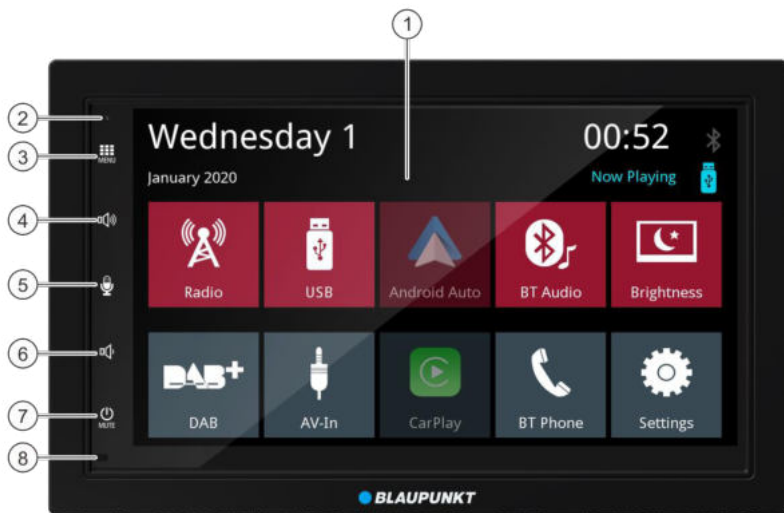 1
2
3
MENU
4
5
6
7
MUTE
8
Wednesday 1
00:52
January 2020
Now Playing
Radio
USB
Android Auto
BT Audio
Brightness
DAB+
DAB
AV-In
CarPlay
BT Phone
Settings
BLAUPUNKT